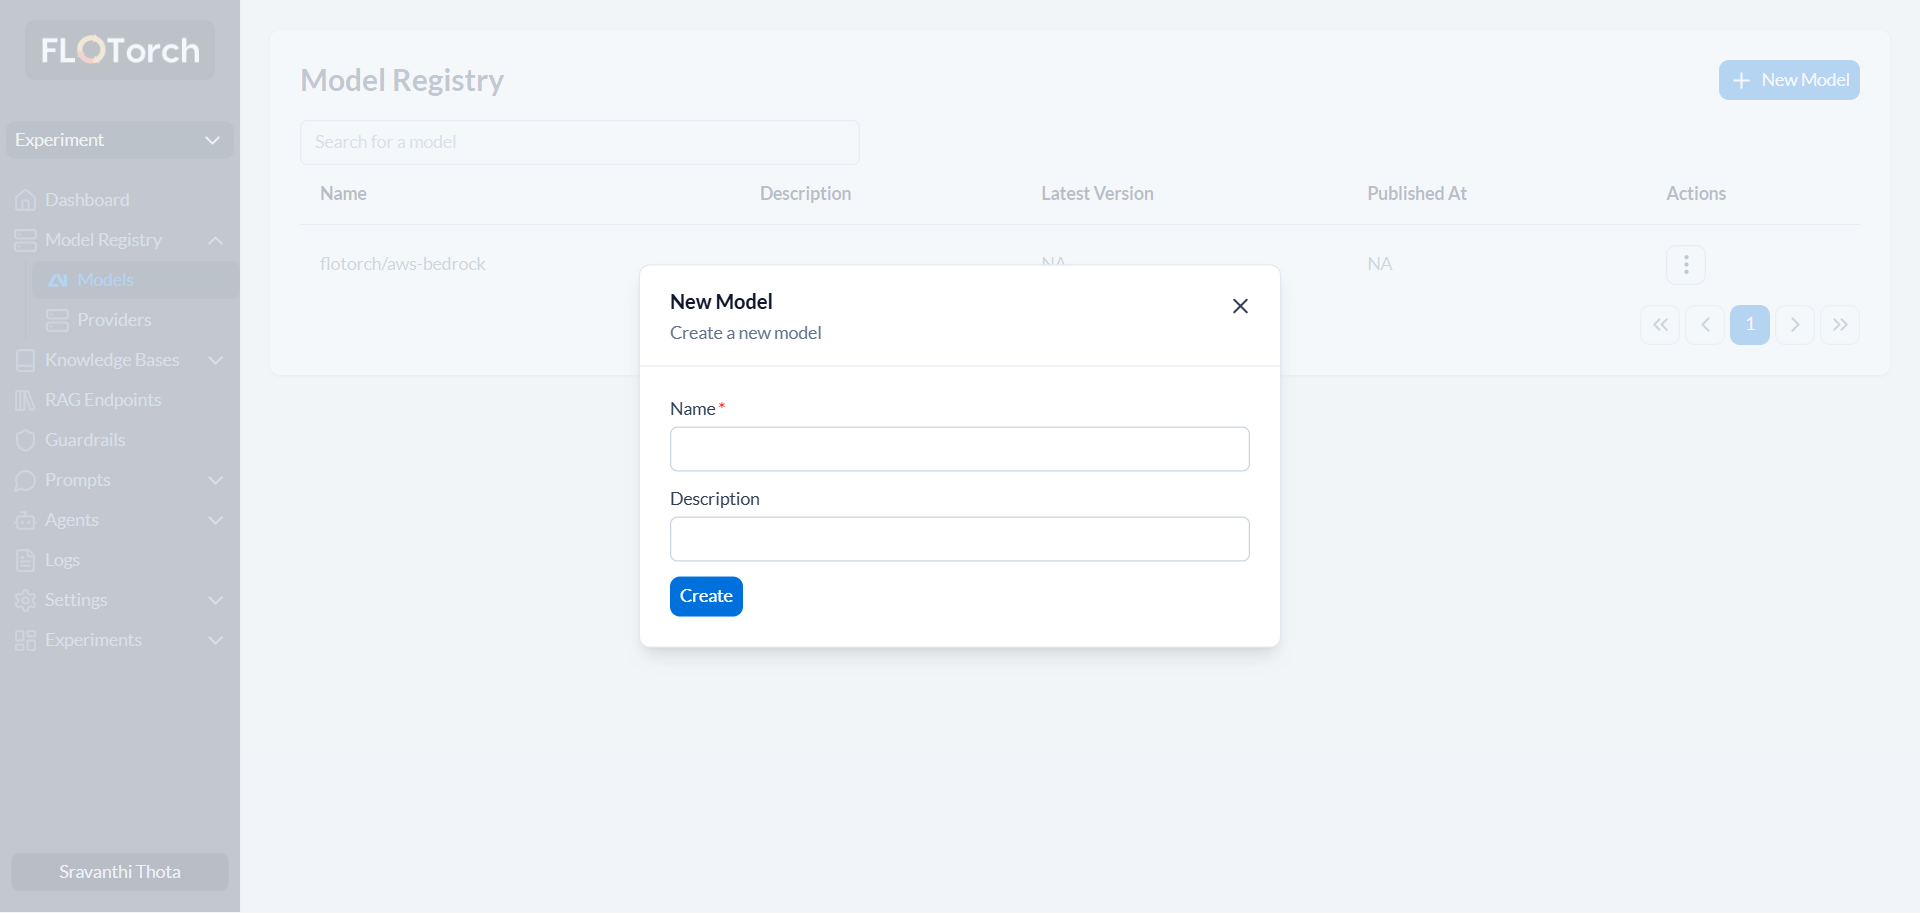 FLOTorch
Experiment
Dashboard
Model Registry
Models
Providers
Knowledge Bases
RAG Endpoints
Guardrails
Prompts
Agents
Logs
Settings
Experiments
Sravanthi Thota
Model Registry
+ New Model
Search for a model
Name Description Latest Version Published At Actions
flotorch/aws-bedrock NA NA
1
New Model
Create a new model
Name *
Description
Create